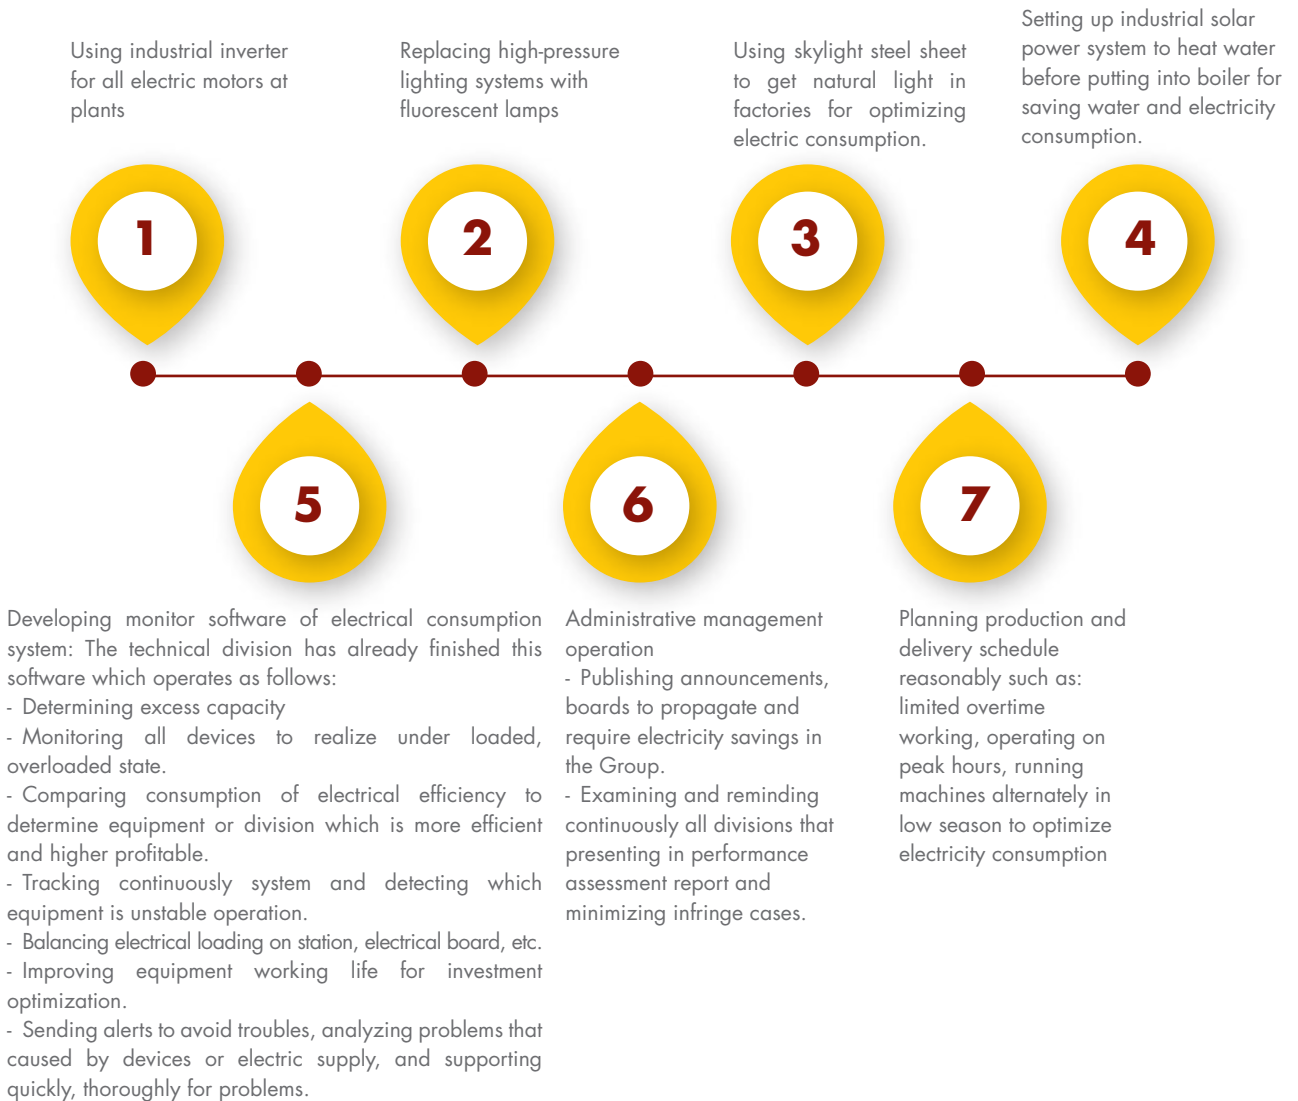 Using industrial inverter
for all electric motors at
plants
Replacing high-pressure
lighting systems with
fluorescent lamps
Using skylight steel sheet
to get natural light in
factories for optimizing
electric consumption.
Setting up industrial solar
power system to heat water
before putting into boiler for
saving water and electricity
consumption.
1
2
3
4
5
6
7
Developing monitor software of electrical consumption
system: The technical division has already finished this
software which operates as follows:
- Determining excess capacity
- Monitoring all devices to realize under loaded,
overloaded state.
- Comparing consumption of electrical efficiency to
determine equipment or division which is more efficient
and higher profitable.
- Tracking continuously system and detecting which
equipment is unstable operation.
- Balancing electrical loading on station, electrical board, etc.
- Improving equipment working life for investment
optimization.
- Sending alerts to avoid troubles, analyzing problems that
caused by devices or electric supply, and supporting
quickly, thoroughly for problems.
Administrative management
operation
- Publishing announcements,
boards to propagate and
require electricity savings in
the Group.
- Examining and reminding
continuously all divisions that
presenting in performance
assessment report and
minimizing infringe cases.
Planning production and
delivery schedule
reasonably such as:
limited overtime
working, operating on
peak hours, running
machines alternately in
low season to optimize
electricity consumption